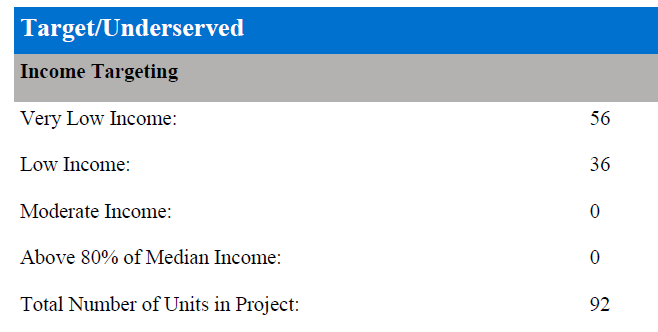 Target/Underserved
Income Targeting
Very Low Income: 56
Low Income: 36
Moderate Income: 0
Above 80% of Median Income: 0
Total Number of Units in Project: 92